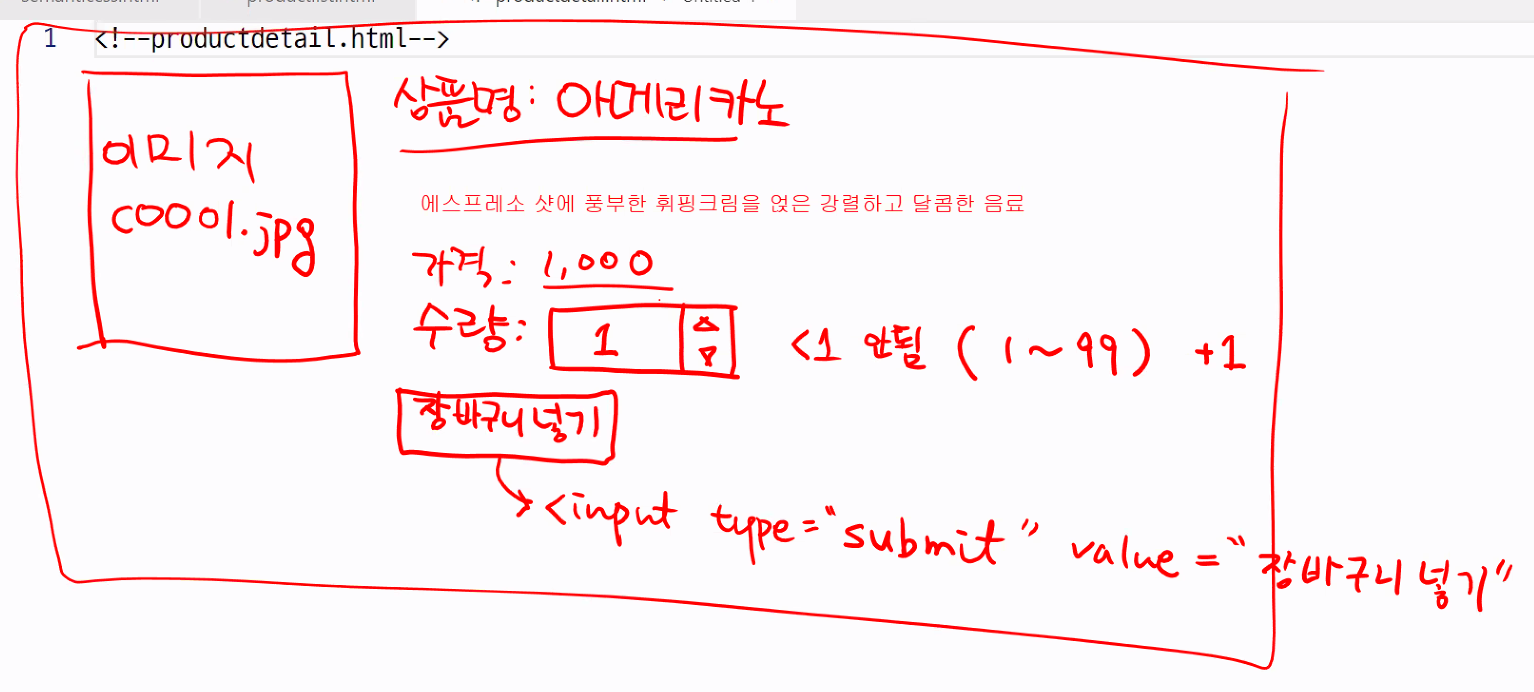 productdetail.html
1 <!--productdetail.html-->
상품명: 아메리카노
이미지
c0001.jpg
에스프레소 샷에 풍부한 휘핑크림을 얹은 강렬하고 달콤한 음료
가격: 1,000
수량: 1 <1 안됨 (1~99) +1
장바구니넣기
<input type="submit" value="장바구니넣기"